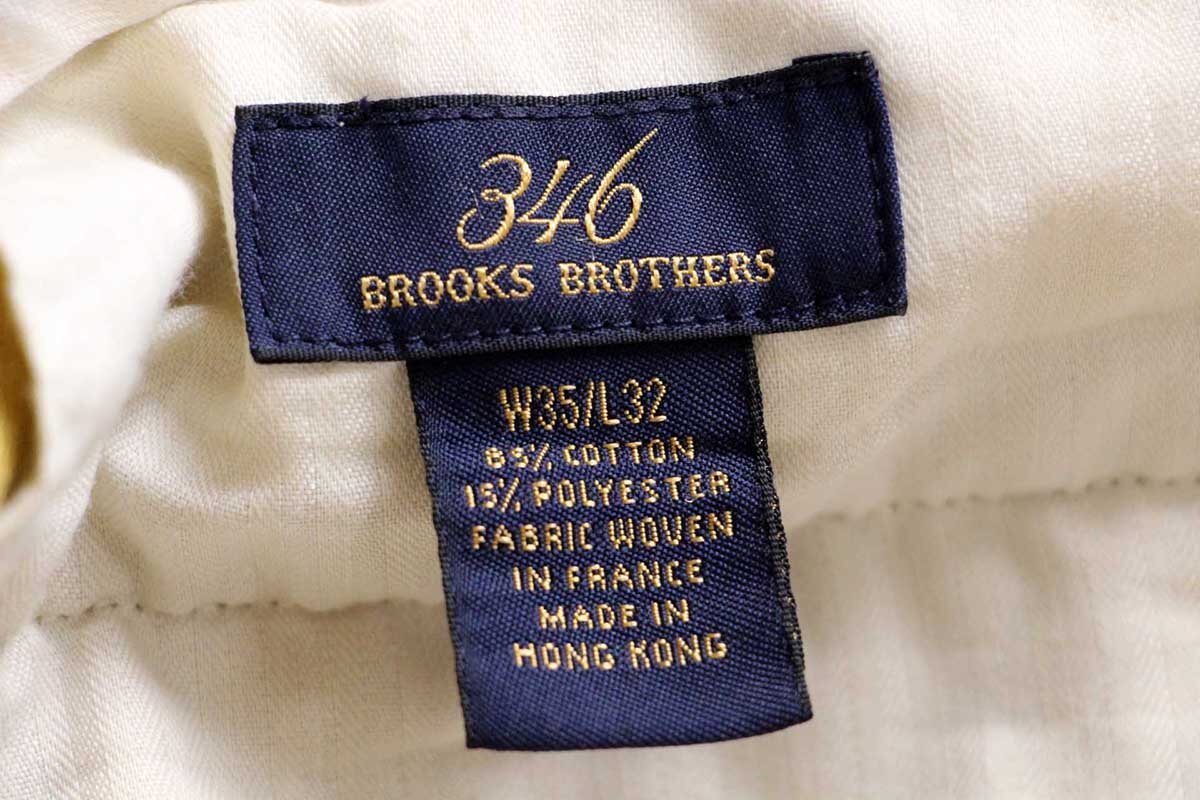 346
BROOKS BROTHERS
W35/L32
85% COTTON
15% POLYESTER
FABRIC WOVEN
IN FRANCE
MADE IN
HONG KONG